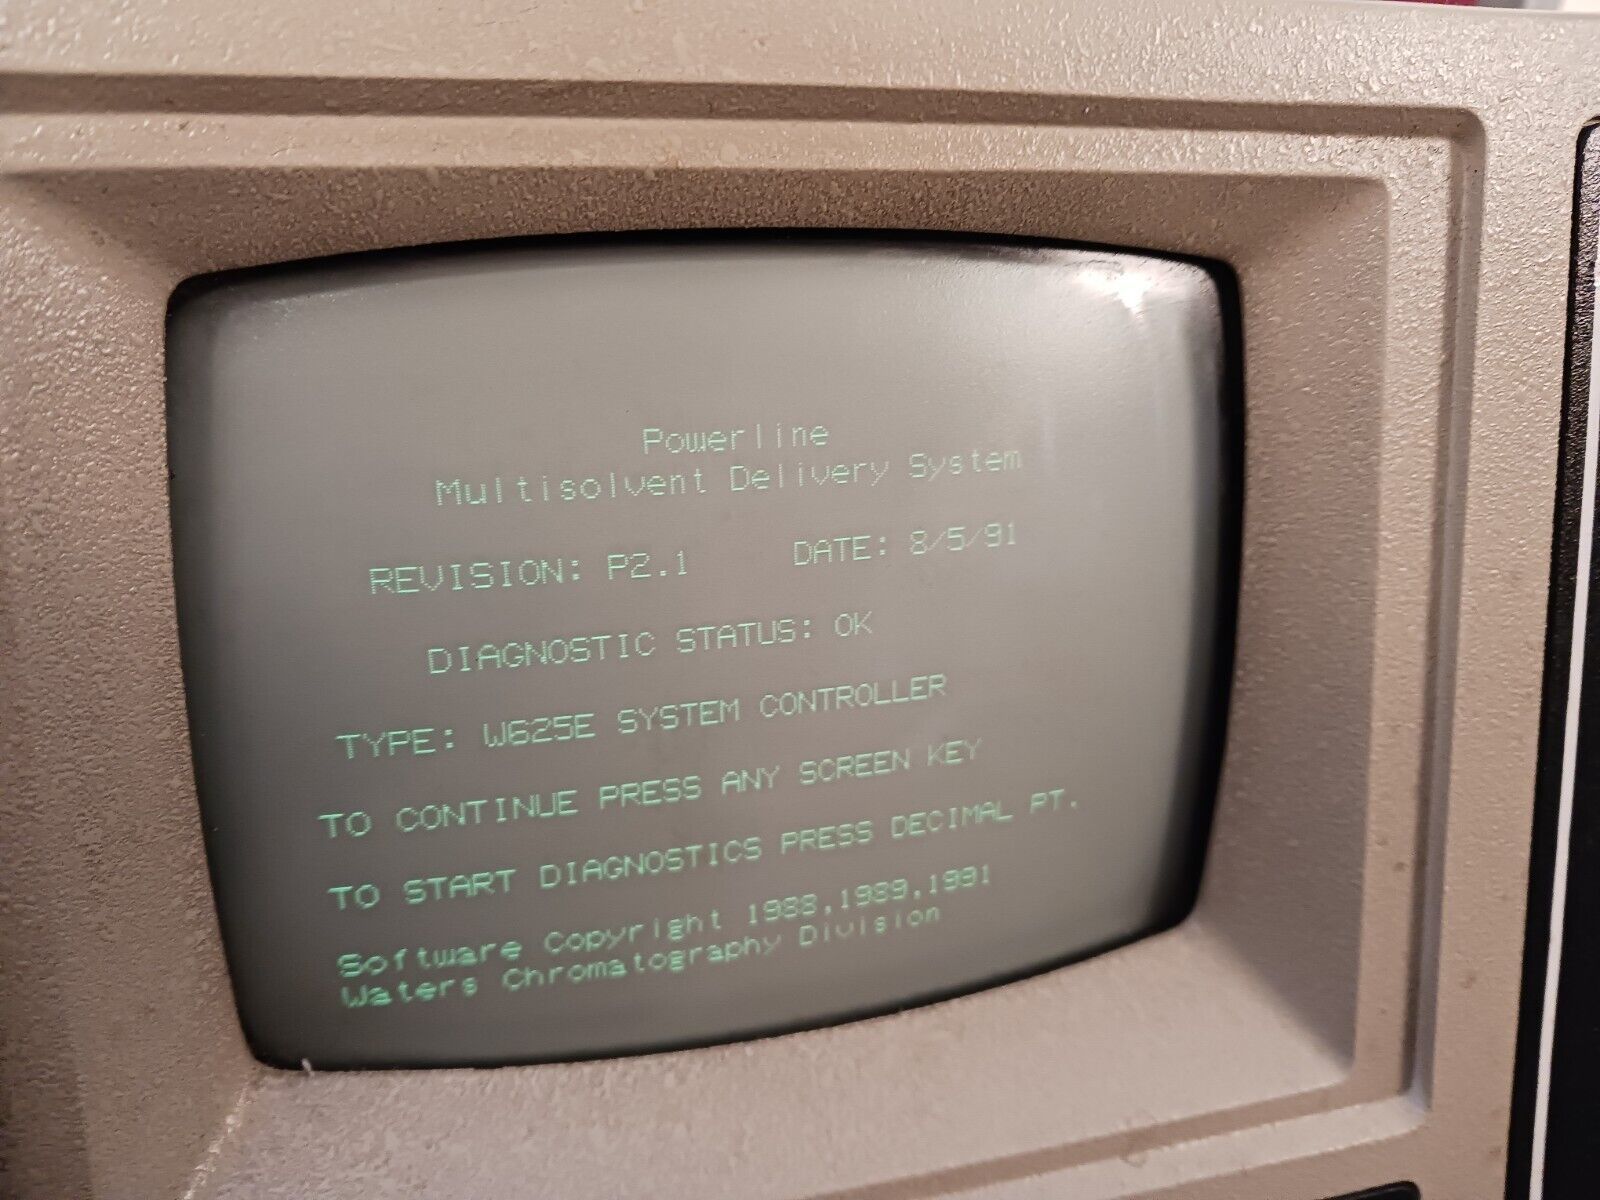 Powerline
Multisolvent Delivery System
REVISION: P2.1 DATE: 8/5/91
DIAGNOSTIC STATUS: OK
TYPE: W625E SYSTEM CONTROLLER
TO CONTINUE PRESS ANY SCREEN KEY
TO START DIAGNOSTICS PRESS DECIMAL PT.
Software Copyright 1988,1989,1991
Waters Chromatography Division